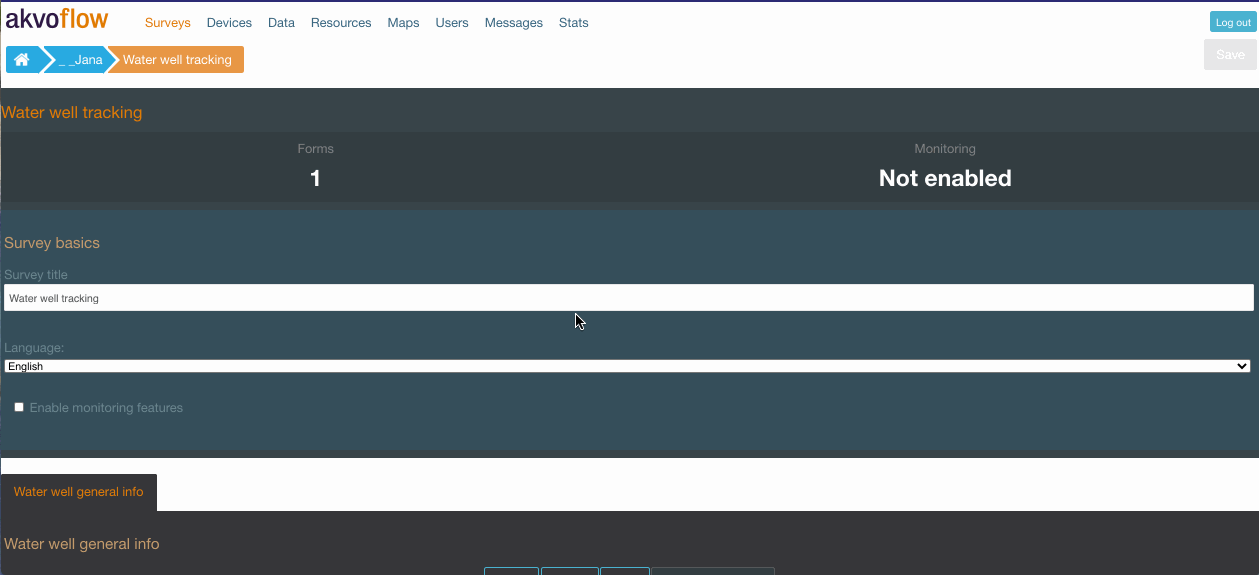 akvoflow
Surveys Devices Data Resources Maps Users Messages Stats
Log out
_ _Jana Water well tracking
Save
Water well tracking
Forms Monitoring
1 Not enabled
Survey basics
Survey title
Water well tracking
Language:
English
Enable monitoring features
Water well general info
Water well general info